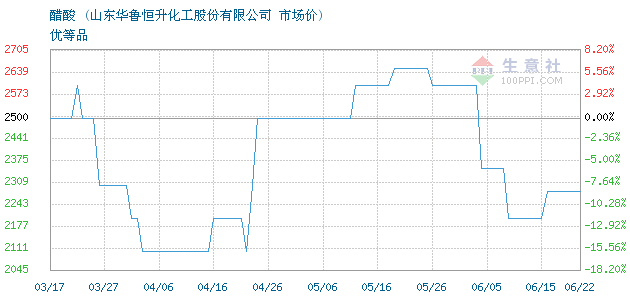 醋酸 (山东华鲁恒升化工股份有限公司 市场价)
优等品
2705 8.20%
2639 5.56%
2573 2.92%
2500 0.00%
2441 -2.36%
2375 -5.00%
2309 -7.64%
2243 -10.28%
2177 -12.92%
2111 -15.56%
2045 -18.20%
生意社
100PPI.COM
03/17 03/27 04/06 04/16 04/26 05/06 05/16 05/26 06/05 06/15 06/22